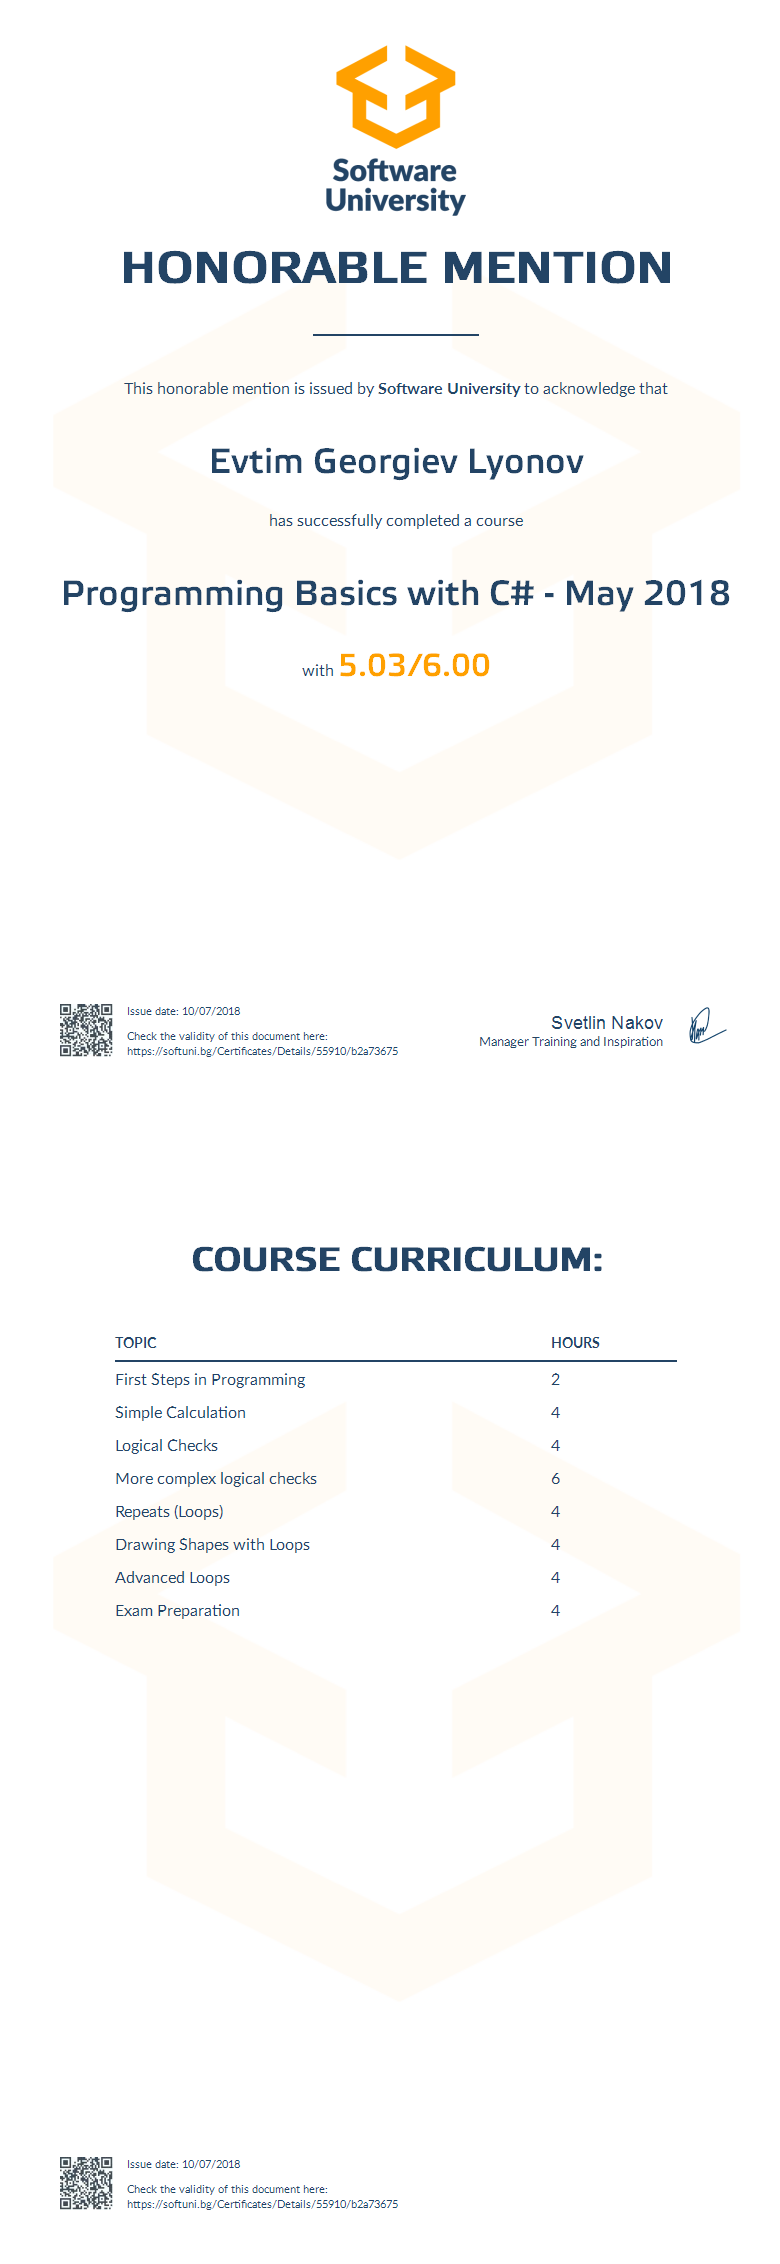 Software
University
HONORABLE MENTION
This honorable mention is issued by Software University to acknowledge that
Evtim Georgiev Lyonov
has successfully completed a course
Programming Basics with C# - May 2018
with 5.03/6.00
Issue date: 10/07/2018
Check the validity of this document here:
https://softuni.bg/Certificates/Details/55910/b2a73675
Svetlin Nakov
Manager Training and Inspiration
COURSE CURRICULUM:
TOPIC HOURS
First Steps in Programming 2
Simple Calculation 4
Logical Checks 4
More complex logical checks 6
Repeats (Loops) 4
Drawing Shapes with Loops 4
Advanced Loops 4
Exam Preparation 4
Issue date: 10/07/2018
Check the validity of this document here:
https://softuni.bg/Certificates/Details/55910/b2a73675